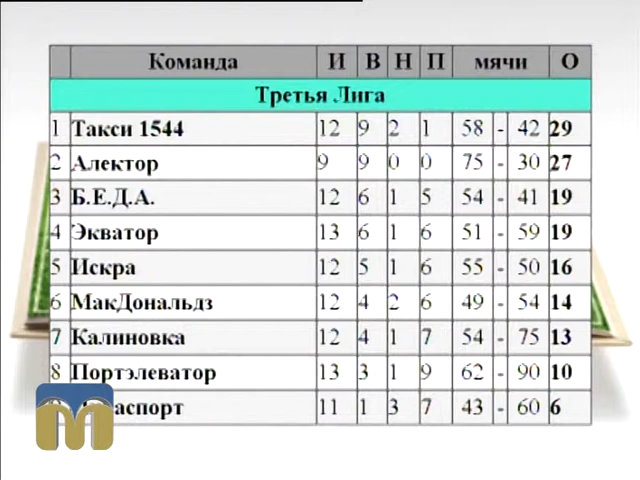 Команда И В Н П мячи О
Третья Лига
1 Такси 1544 12 9 2 1 58 - 42 29
2 Алектор 9 9 0 0 75 - 30 27
3 Б.Е.Д.А. 12 6 1 5 54 - 41 19
4 Экватор 13 6 1 6 51 - 59 19
5 Искра 12 5 1 6 55 - 50 16
6 МакДональдз 12 4 2 6 49 - 54 14
7 Калиновка 12 4 1 7 54 - 75 13
8 Портэлеватор 13 3 1 9 62 - 90 10
11 1 3 7 43 - 60 6